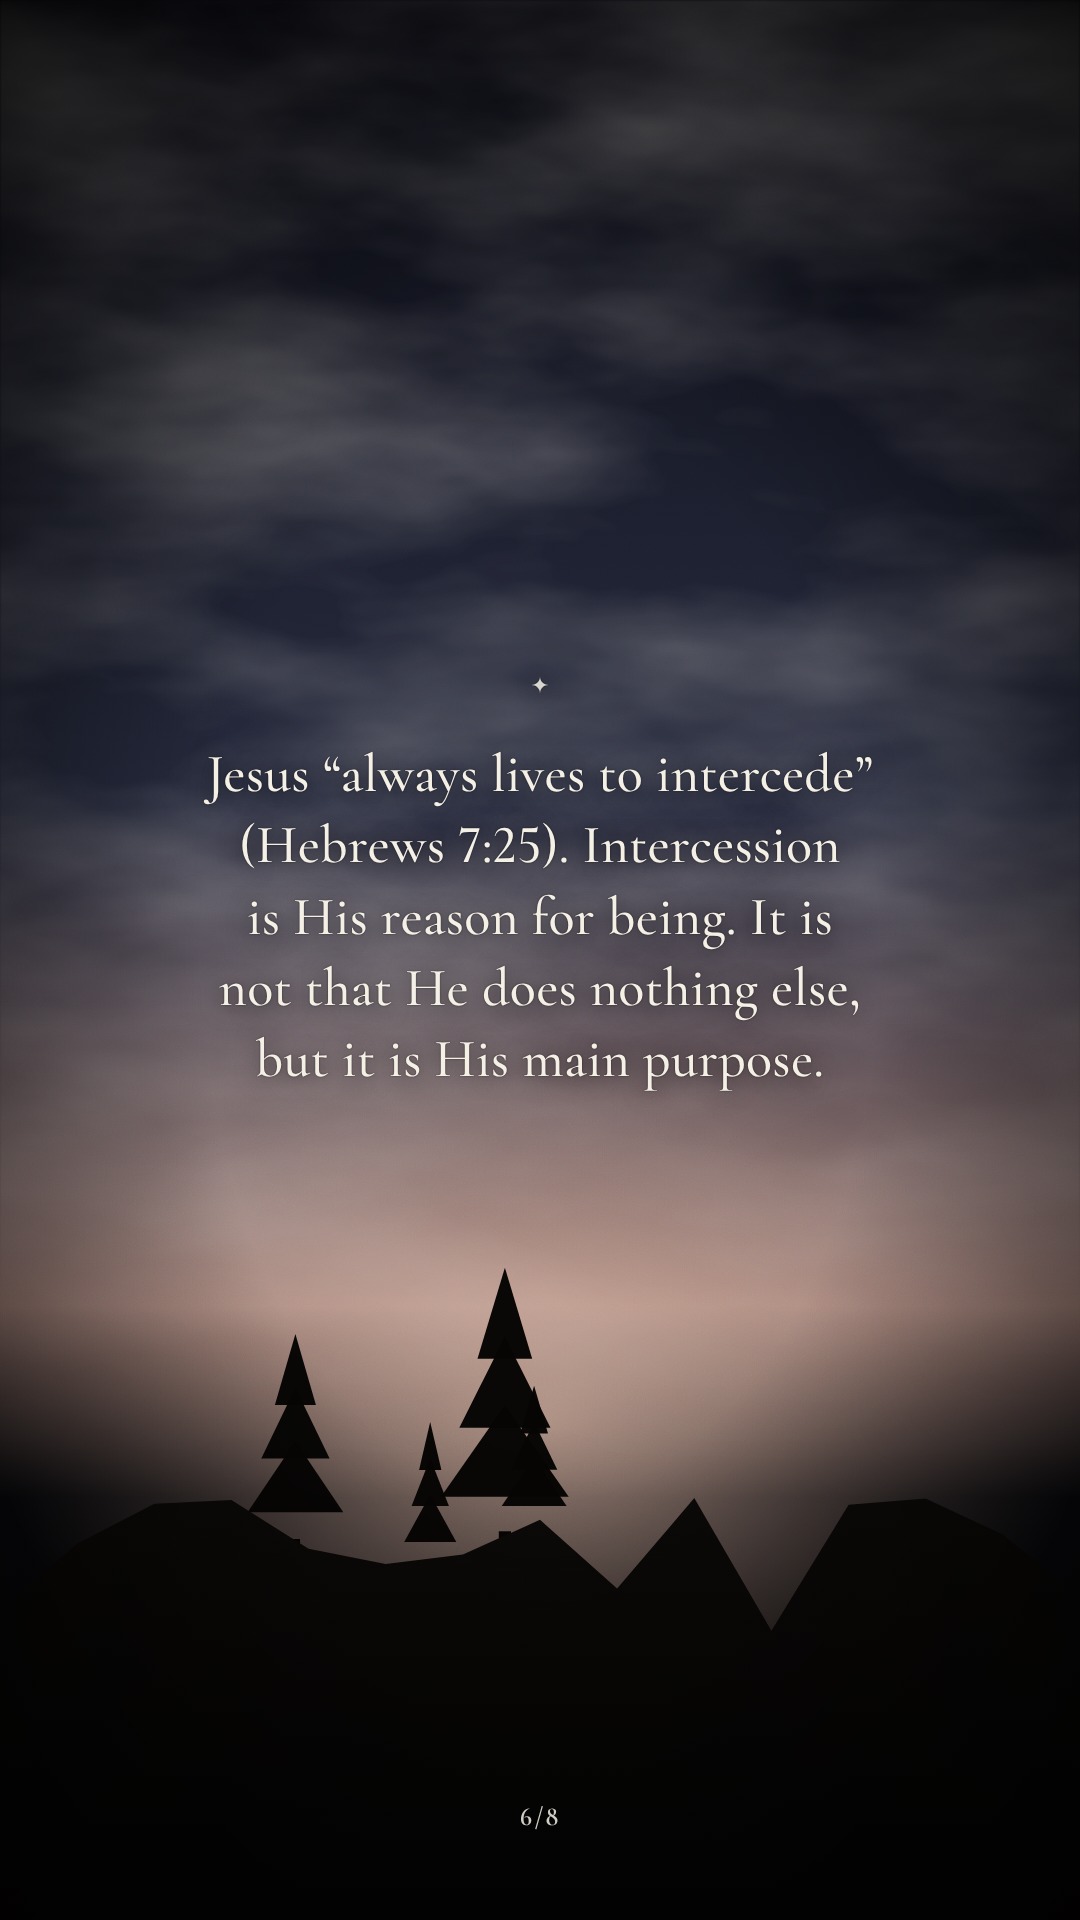 Jesus “always lives to intercede”
(Hebrews 7:25). Intercession
is His reason for being. It is
not that He does nothing else,
but it is His main purpose.
6/8